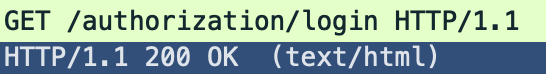 GET /authorization/login HTTP/1.1
HTTP/1.1 200 OK  (text/html)